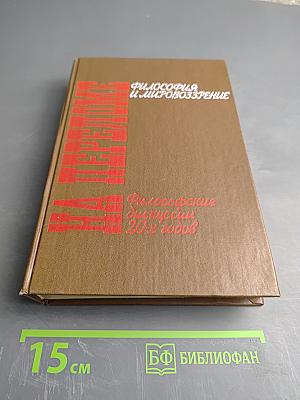 ФИЛОСОФИЯ
И МИРОВОЗЗРЕНИЕ
НА ПЕРЕЛОМЕ
Философские
дискуссии
20-х годов
15 см
БФ БИБЛИОФАН